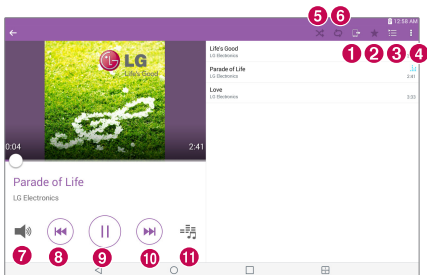 5 6
12:58 AM
1 2 3 4
LG
Life's Good
0:04
2:41
Parade of Life
LG Electronics
7 8 9 10 11
Life's Good
LG Electronics
Parade of Life
LG Electronics
2:41
Love
LG Electronics
3:03